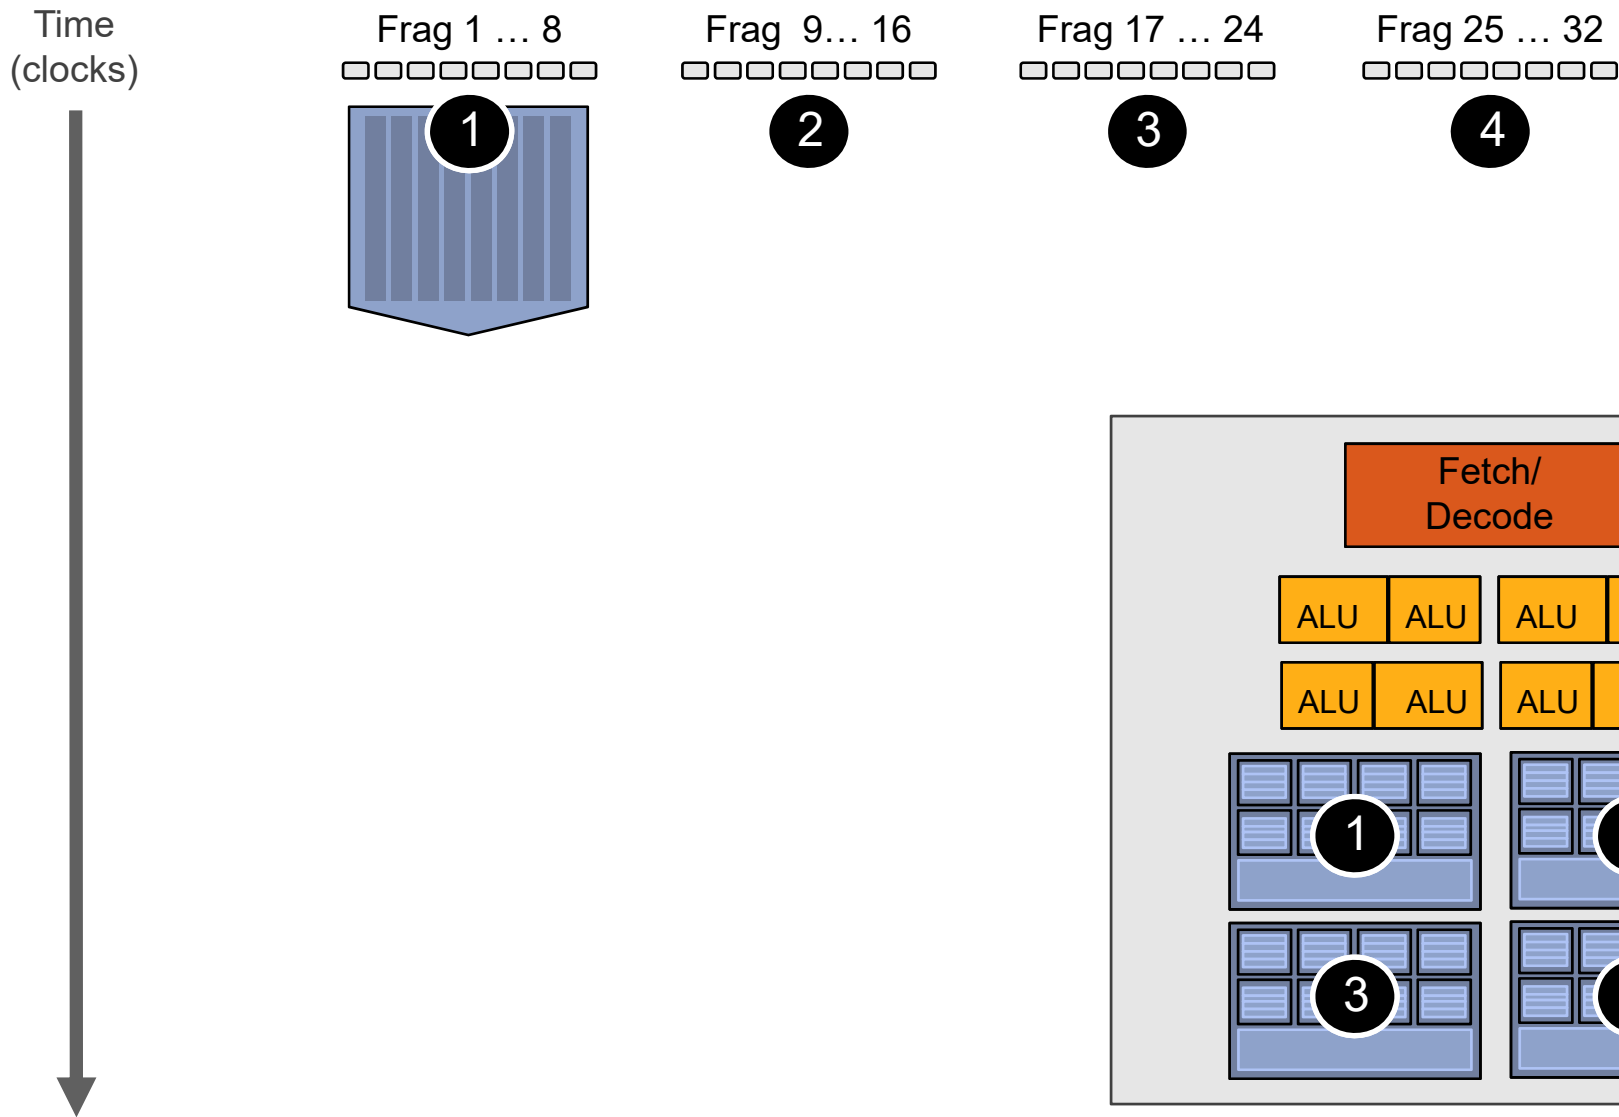 Time
(clocks)
Frag 1 … 8
Frag 9… 16
Frag 17 … 24
Frag 25 … 32
1
2
3
4
Fetch/
Decode
ALU ALU ALU
ALU ALU ALU
1
3